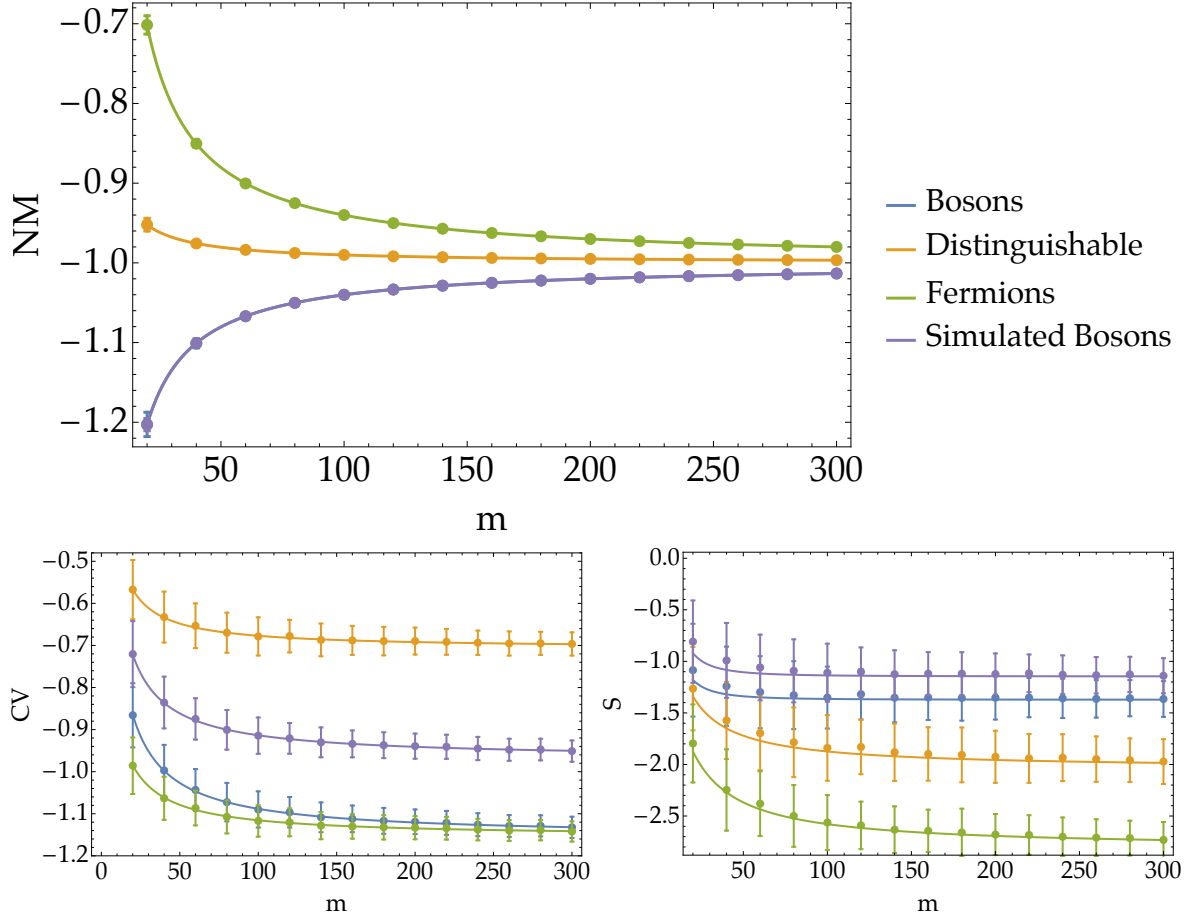 −0.7
−0.8
−0.9
−1.0
−1.1
−1.2
NM
50 100 150 200 250 300
m
Bosons
Distinguishable
Fermions
Simulated Bosons
−0.5
−0.6
−0.7
−0.8
−0.9
−1.0
−1.1
−1.2
CV
0 50 100 150 200 250 300
m
0.0
−0.5
−1.0
−1.5
−2.0
−2.5
S
50 100 150 200 250 300
m